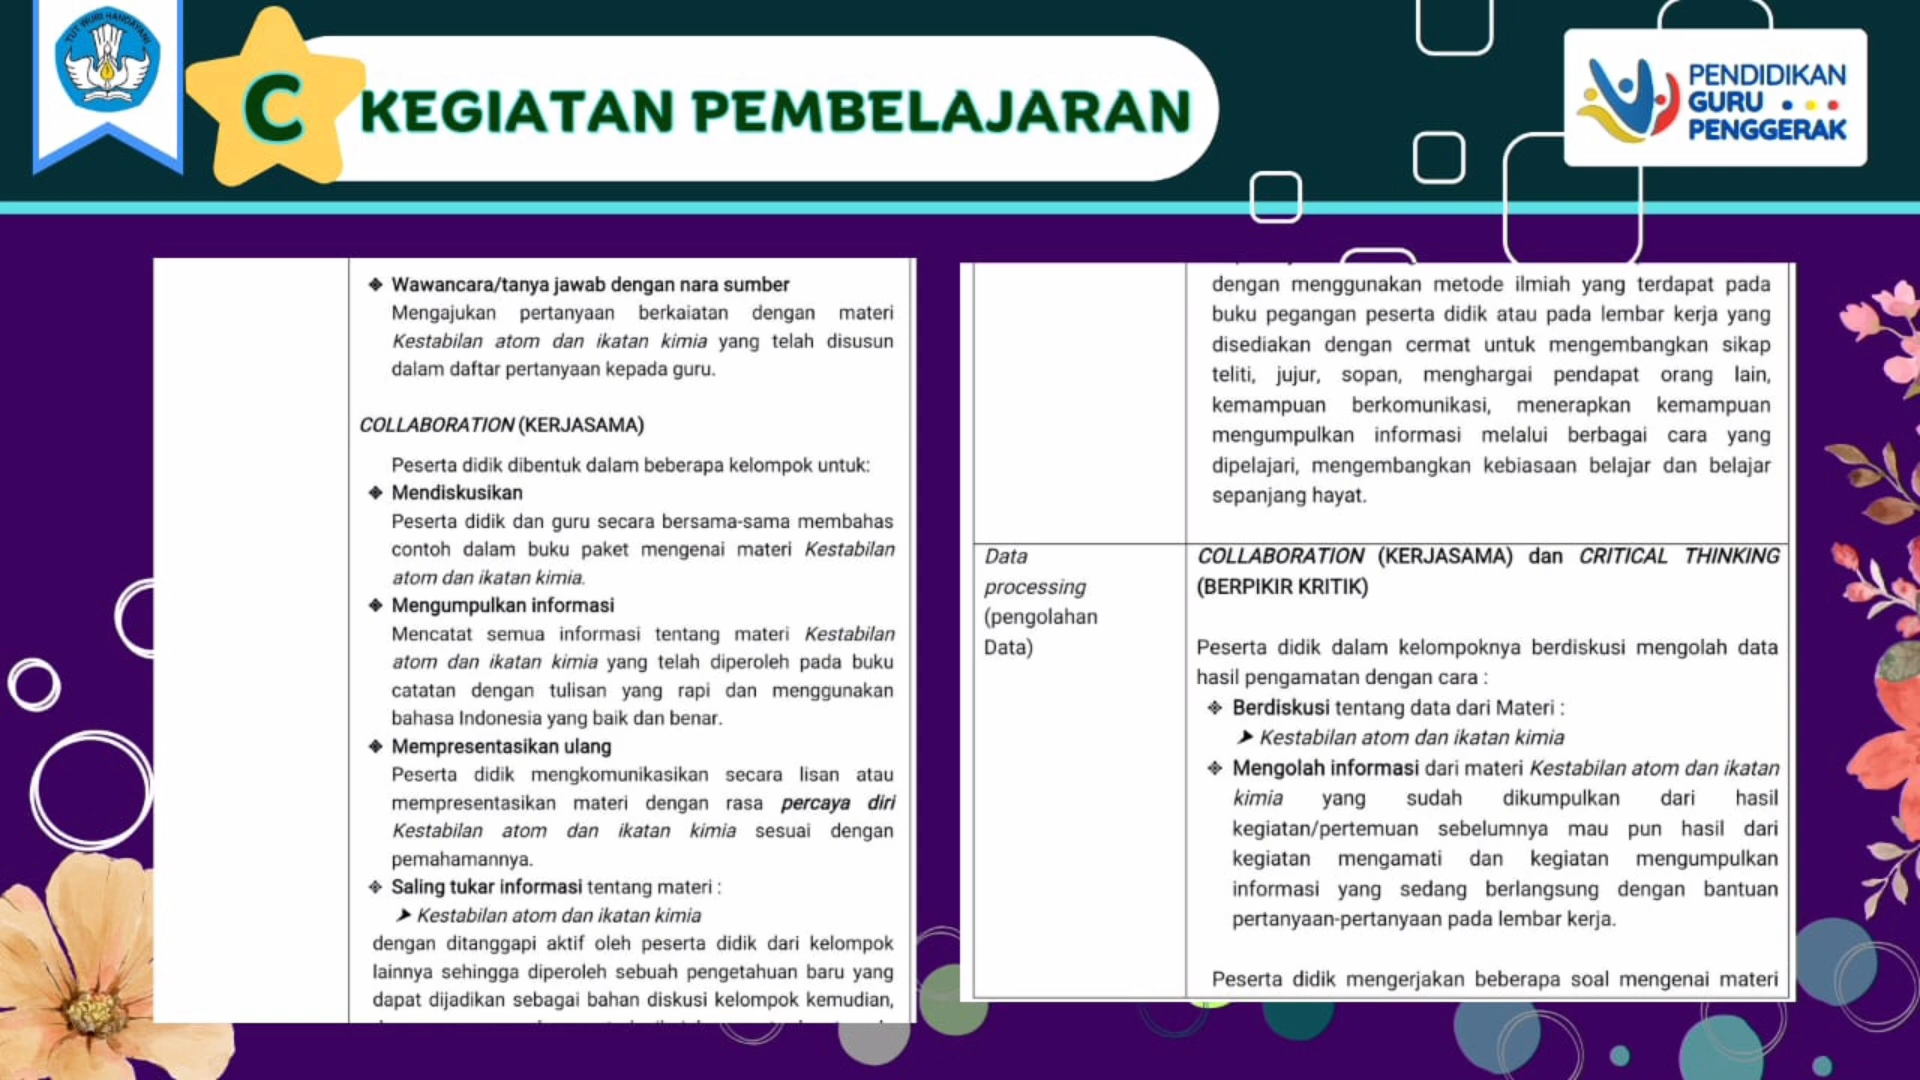 TUT WURI HANDAYANI
C
KEGIATAN PEMBELAJARAN
PENDIDIKAN
GURU
PENGGERAK
Wawancara/tanya jawab dengan nara sumber
Mengajukan pertanyaan berkaiatan dengan materi
Kestabilan atom dan ikatan kimia yang telah disusun
dalam daftar pertanyaan kepada guru.
COLLABORATION (KERJASAMA)
Peserta didik dibentuk dalam beberapa kelompok untuk:
Mendiskusikan
Peserta didik dan guru secara bersama-sama membahas
contoh dalam buku paket mengenai materi Kestabilan
atom dan ikatan kimia.
Mengumpulkan informasi
Mencatat semua informasi tentang materi Kestabilan
atom dan ikatan kimia yang telah diperoleh pada buku
catatan dengan tulisan yang rapi dan menggunakan
bahasa Indonesia yang baik dan benar.
Mempresentasikan ulang
Peserta didik mengkomunikasikan secara lisan atau
mempresentasikan materi dengan rasa percaya diri
Kestabilan atom dan ikatan kimia sesuai dengan
pemahamannya.
Saling tukar informasi tentang materi :
Kestabilan atom dan ikatan kimia
dengan ditanggapi aktif oleh peserta didik dari kelompok
lainnya sehingga diperoleh sebuah pengetahuan baru yang
dapat dijadikan sebagai bahan diskusi kelompok kemudian,
dengan menggunakan metode ilmiah yang terdapat pada
buku pegangan peserta didik atau pada lembar kerja yang
disediakan dengan cermat untuk mengembangkan sikap
teliti, jujur, sopan, menghargai pendapat orang lain,
kemampuan berkomunikasi, menerapkan kemampuan
mengumpulkan informasi melalui berbagai cara yang
dipelajari, mengembangkan kebiasaan belajar dan belajar
sepanjang hayat.
Data
processing
(pengolahan
Data)
COLLABORATION (KERJASAMA) dan CRITICAL THINKING
(BERPIKIR KRITIK)
Peserta didik dalam kelompoknya berdiskusi mengolah data
hasil pengamatan dengan cara :
Berdiskusi tentang data dari Materi :
Kestabilan atom dan ikatan kimia
Mengolah informasi dari materi Kestabilan atom dan ikatan
kimia yang sudah dikumpulkan dari hasil
kegiatan/pertemuan sebelumnya mau pun hasil dari
kegiatan mengamati dan kegiatan mengumpulkan
informasi yang sedang berlangsung dengan bantuan
pertanyaan-pertanyaan pada lembar kerja.
Peserta didik mengerjakan beberapa soal mengenai materi